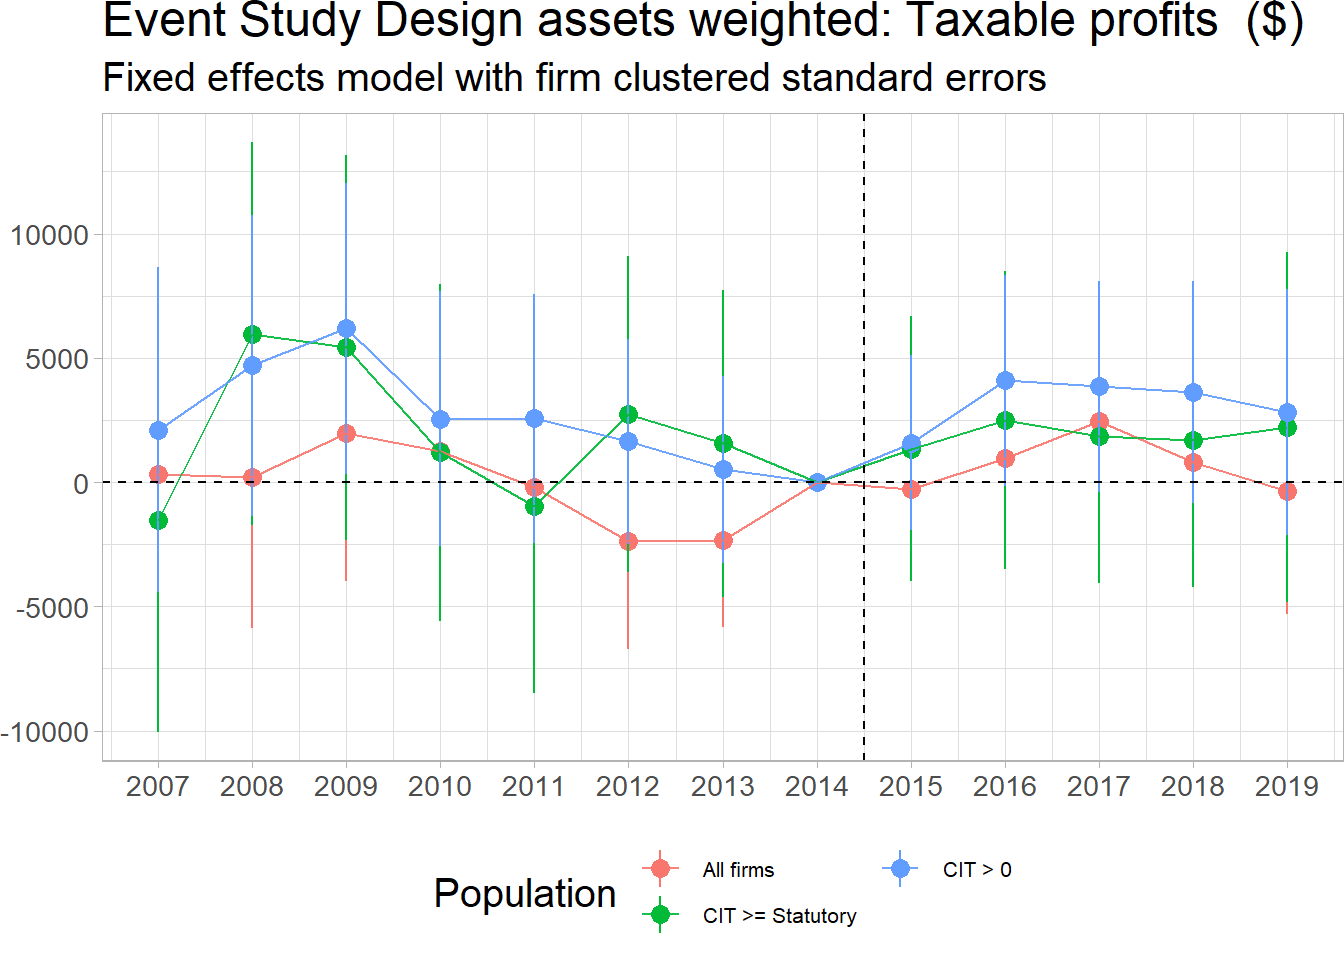 Event Study Design assets weighted: Taxable profits  ($)
Fixed effects model with firm clustered standard errors
10000
5000
0
-5000
-10000
2007 2008 2009 2010 2011 2012 2013 2014 2015 2016 2017 2018 2019
Population
All firms
CIT >= Statutory
CIT > 0